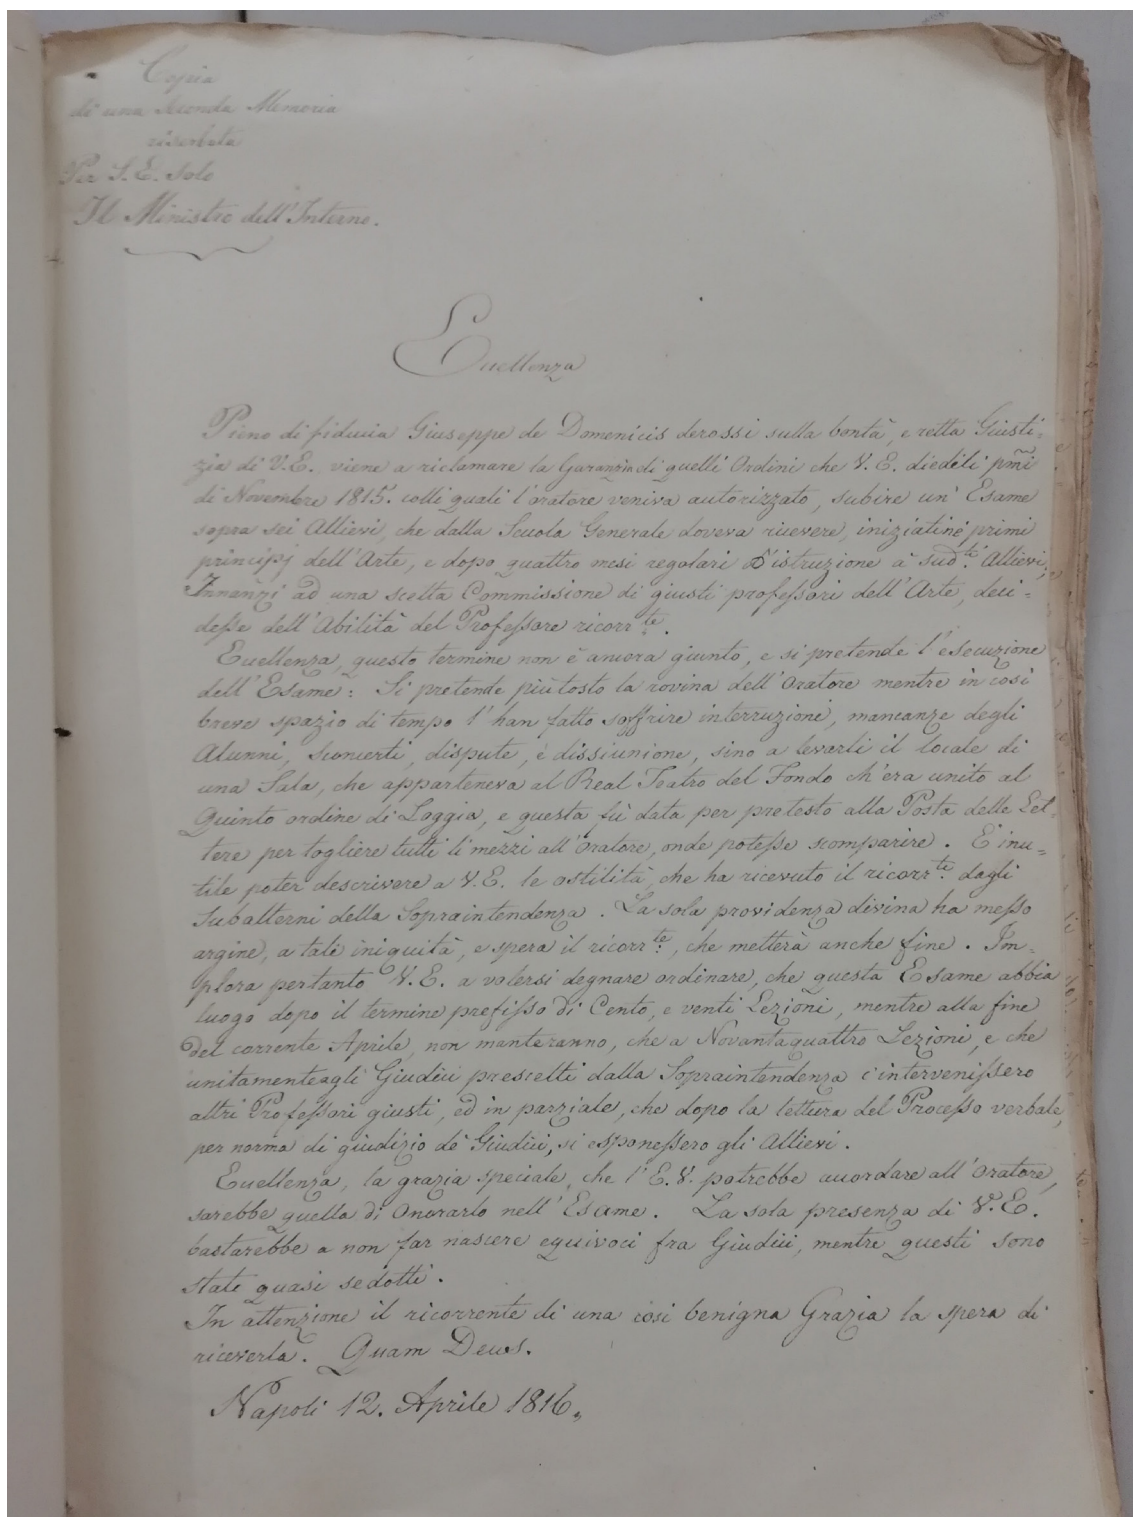 Copia
di una Seconda Memoria
riserbata
Per S. E. Solo
Il Ministro dell'Interno.
Eccellenza
Pieno di fiducia Giuseppe de Domenicis derossi sulla bontà, e retta Giusti-
zia di V.E., viene a riclamare la Garanzia di quelli Ordini che V. E. diedeli pmi
di Novembre 1815. colli quali l'oratore veniva autorizzato, subire un' Esame
sopra sei Allievi, che dalla Scuola Generale doveva ricevere, iniziati nè primi
principj dell'Arte, e dopo quattro mesi regolari d'istruzione a' sudti. Allievi;
Innanzi ad una scelta Commissione di giusti professori dell'Arte, deci-
desse dell'Abilità del Professore ricorrte.
Eccellenza, questo termine non è ancora giunto, e si pretende l'esecuzione
dell'Esame: Si pretende più tosto la rovina dell'Oratore mentre in così
breve spazio di tempo l'han fatto soffrire interruzioni, mancanze degli
Alunni, sconcerti, dispute, è dissiunione, sino a levarli il locale di
una Sala, che apparteneva al Real Teatro del Fondo ch'era unito al
Quinto ordine di Loggia, e questa fù data per pretesto alla Posta delle Let-
tere per togliere tutti li mezzi all'Oratore, onde potesse scomparire. E' inu-
tile poter descrivere a V.E. le ostilità, che ha ricevuto il ricorrte. dagli
Subalterni della Sopraintendenza. La sola providenza divina ha messo
argine, a tale iniquità, e spera il ricorrte., che metterà anche fine. Im-
plora pertanto V.E. a volersi degnare ordinare, che questa Esame abbia
luogo dopo il termine prefisso di Cento, e venti Lezioni, mentre alla fine
del corrente Aprile, non manteranno, che a Novantaquattro Lezioni, e che
unitamente agli Giudici prescelti dalla Sopraintendenza c'intervenissero
altri Professori giusti, ed in parziale, che dopo la lettura del Processo verbale,
per norma di giudizio de' Giudici, si esponessero gli Allievi.
Eccellenza, la grazia speciale, che l'E.V. potrebbe accordare all'Oratore,
sarebbe quella di Onorarlo nell'Esame. La sola presenza di V.E.
bastarebbe a non far nascere equivoci fra Giudici, mentre questi sono
stati quasi sedotti.
In attenzione il ricorrente di una così benigna Grazia la spera di
riceverla. Quam Deus.
Napoli 12. Aprile 1816.